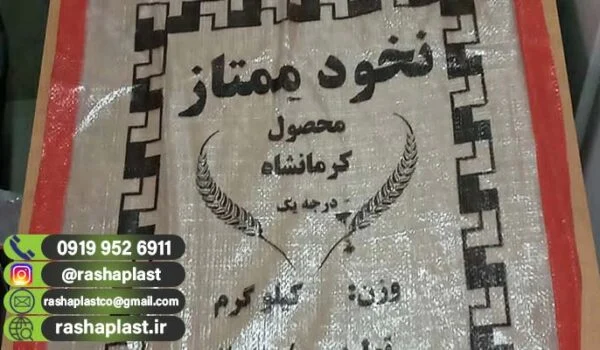 نخود ممتاز
محصول
کرمانشاه
درجه یک
وزن: کیلو گرم
0919 952 6911
@rashaplast
rashaplastco@gmail.com
rashaplast.ir